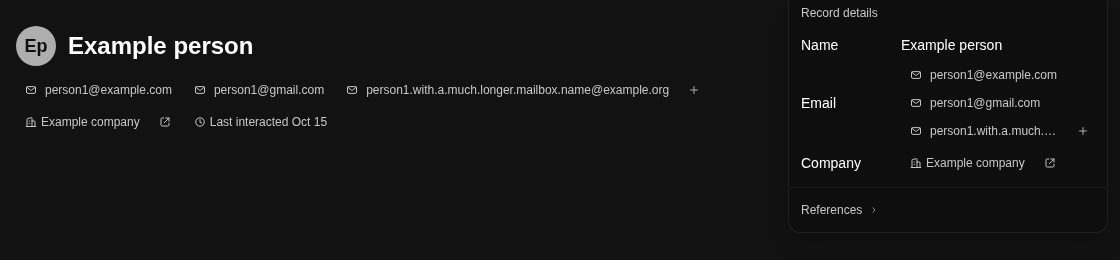 Ep Example person
person1@example.com person1@gmail.com person1.with.a.much.longer.mailbox.name@example.org
Example company Last interacted Oct 15
Record details
Name Example person
person1@example.com
Email person1@gmail.com
person1.with.a.much....
Company Example company
References